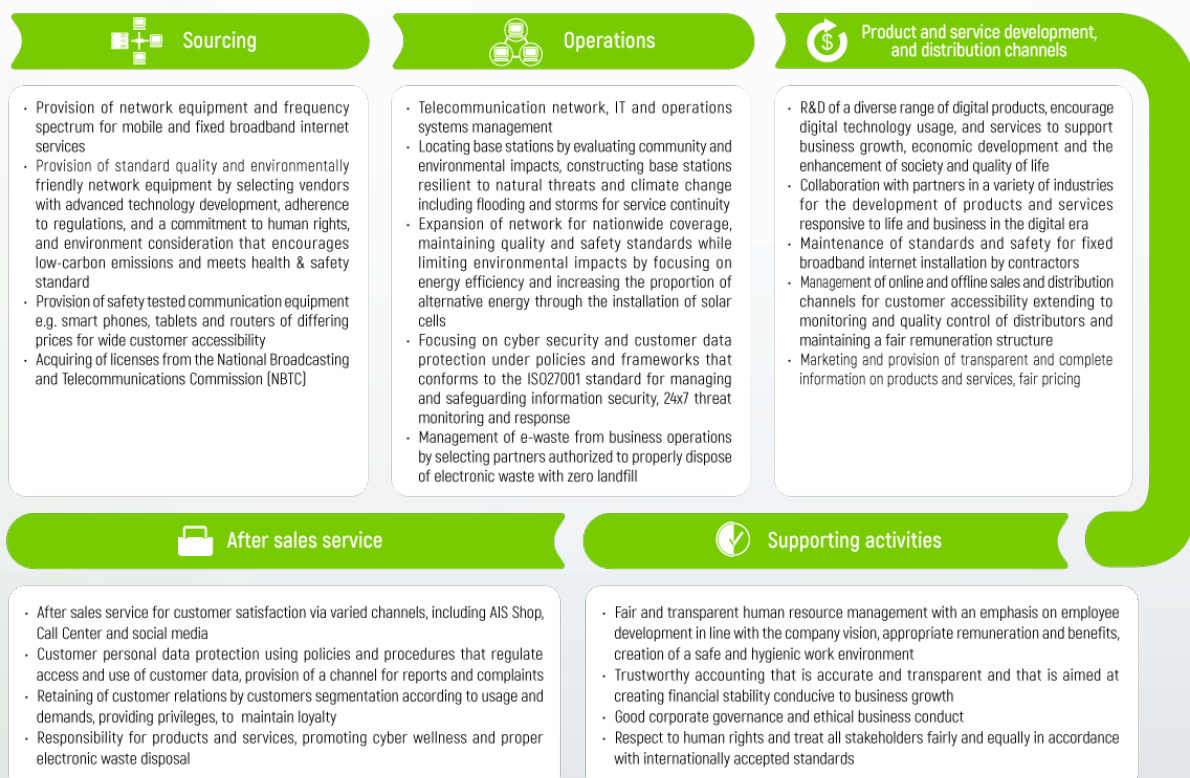 Sourcing
· Provision of network equipment and frequency
spectrum for mobile and fixed broadband internet
services
· Provision of standard quality and environmentally
friendly network equipment by selecting vendors
with advanced technology development, adherence
to regulations, and a commitment to human rights,
and environment consideration that encourages
low-carbon emissions and meets health & safety
standard
· Provision of safety tested communication equipment
e.g. smart phones, tablets and routers of differing
prices for wide customer accessibility
· Acquiring of licenses from the National Broadcasting
and Telecommunications Commission (NBTC)
Operations
· Telecommunication network, IT and operations
systems management
· Locating base stations by evaluating community and
environmental impacts, constructing base stations
resilient to natural threats and climate change
including flooding and storms for service continuity
· Expansion of network for nationwide coverage,
maintaining quality and safety standards while
limiting environmental impacts by focusing on
energy efficiency and increasing the proportion of
alternative energy through the installation of solar
cells
· Focusing on cyber security and customer data
protection under policies and frameworks that
conforms to the ISO27001 standard for managing
and safeguarding information security, 24x7 threat
monitoring and response
· Management of e-waste from business operations
by selecting partners authorized to properly dispose
of electronic waste with zero landfill
$
Product and service development,
and distribution channels
· R&D of a diverse range of digital products, encourage
digital technology usage, and services to support
business growth, economic development and the
enhancement of society and quality of life
· Collaboration with partners in a variety of industries
for the development of products and services
responsive to life and business in the digital era
· Maintenance of standards and safety for fixed
broadband internet installation by contractors
· Management of online and offline sales and distribution
channels for customer accessibility extending to
monitoring and quality control of distributors and
maintaining a fair remuneration structure
· Marketing and provision of transparent and complete
information on products and services, fair pricing
After sales service
· After sales service for customer satisfaction via varied channels, including AIS Shop,
Call Center and social media
· Customer personal data protection using policies and procedures that regulate
access and use of customer data, provision of a channel for reports and complaints
· Retaining of customer relations by customers segmentation according to usage and
demands, providing privileges, to maintain loyalty
· Responsibility for products and services, promoting cyber wellness and proper
electronic waste disposal
Supporting activities
· Fair and transparent human resource management with an emphasis on employee
development in line with the company vision, appropriate remuneration and benefits,
creation of a safe and hygienic work environment
· Trustworthy accounting that is accurate and transparent and that is aimed at
creating financial stability conducive to business growth
· Good corporate governance and ethical business conduct
· Respect to human rights and treat all stakeholders fairly and equally in accordance
with internationally accepted standards